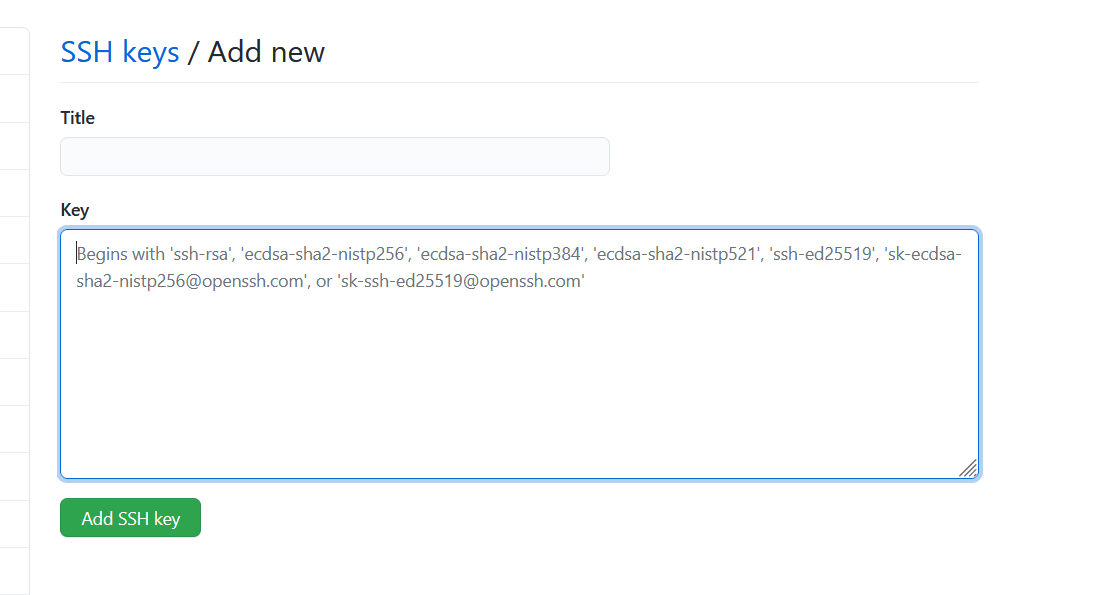 SSH keys / Add new
Title
Key
Begins with 'ssh-rsa', 'ecdsa-sha2-nistp256', 'ecdsa-sha2-nistp384', 'ecdsa-sha2-nistp521', 'ssh-ed25519', 'sk-ecdsa-
sha2-nistp256@openssh.com', or 'sk-ssh-ed25519@openssh.com'
Add SSH key